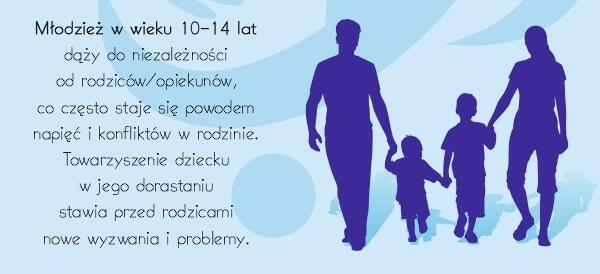 Młodzież w wieku 10-14 lat
dąży do niezależności
od rodziców/opiekunów,
co często staje się powodem
napięć i konfliktów w rodzinie.
Towarzyszenie dziecku
w jego dorastaniu
stawia przed rodzicami
nowe wyzwania i problemy.